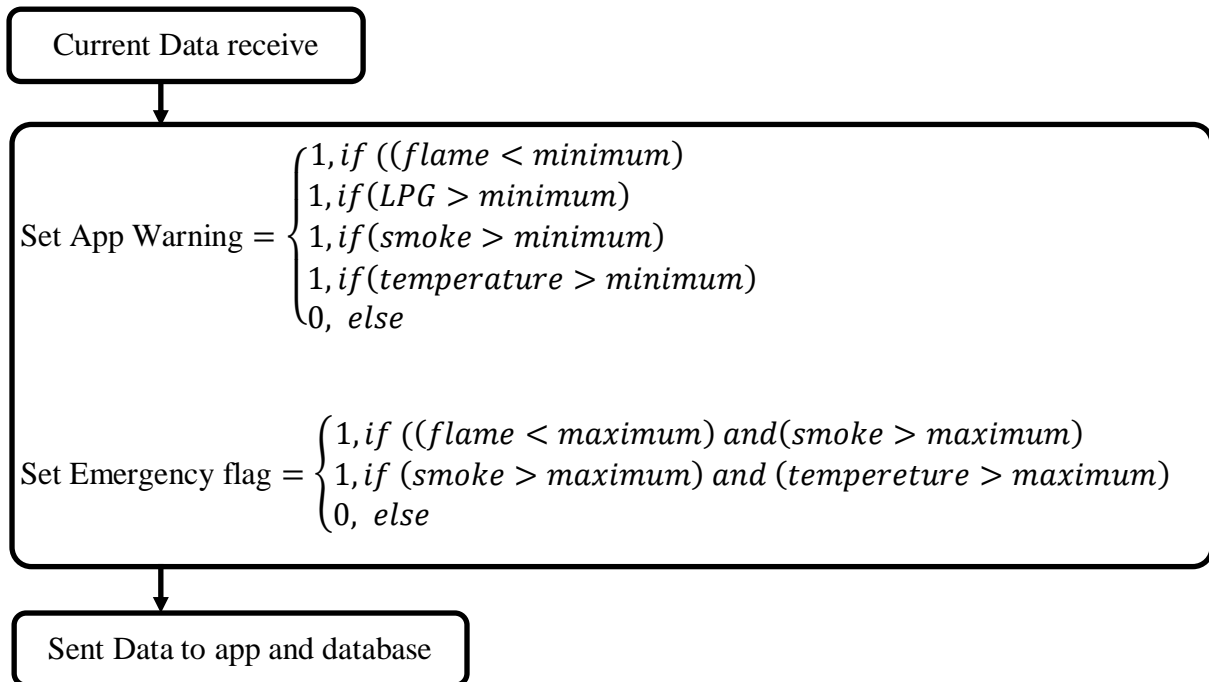 Current Data receive
1, if ((flame < minimum)
1, if(LPG > minimum)
Set App Warning = 1, if(smoke > minimum)
1, if(temperature > minimum)
0, else
1, if ((flame < maximum) and(smoke > maximum)
Set Emergency flag = 1, if (smoke > maximum) and (tempereture > maximum)
0, else
Sent Data to app and database